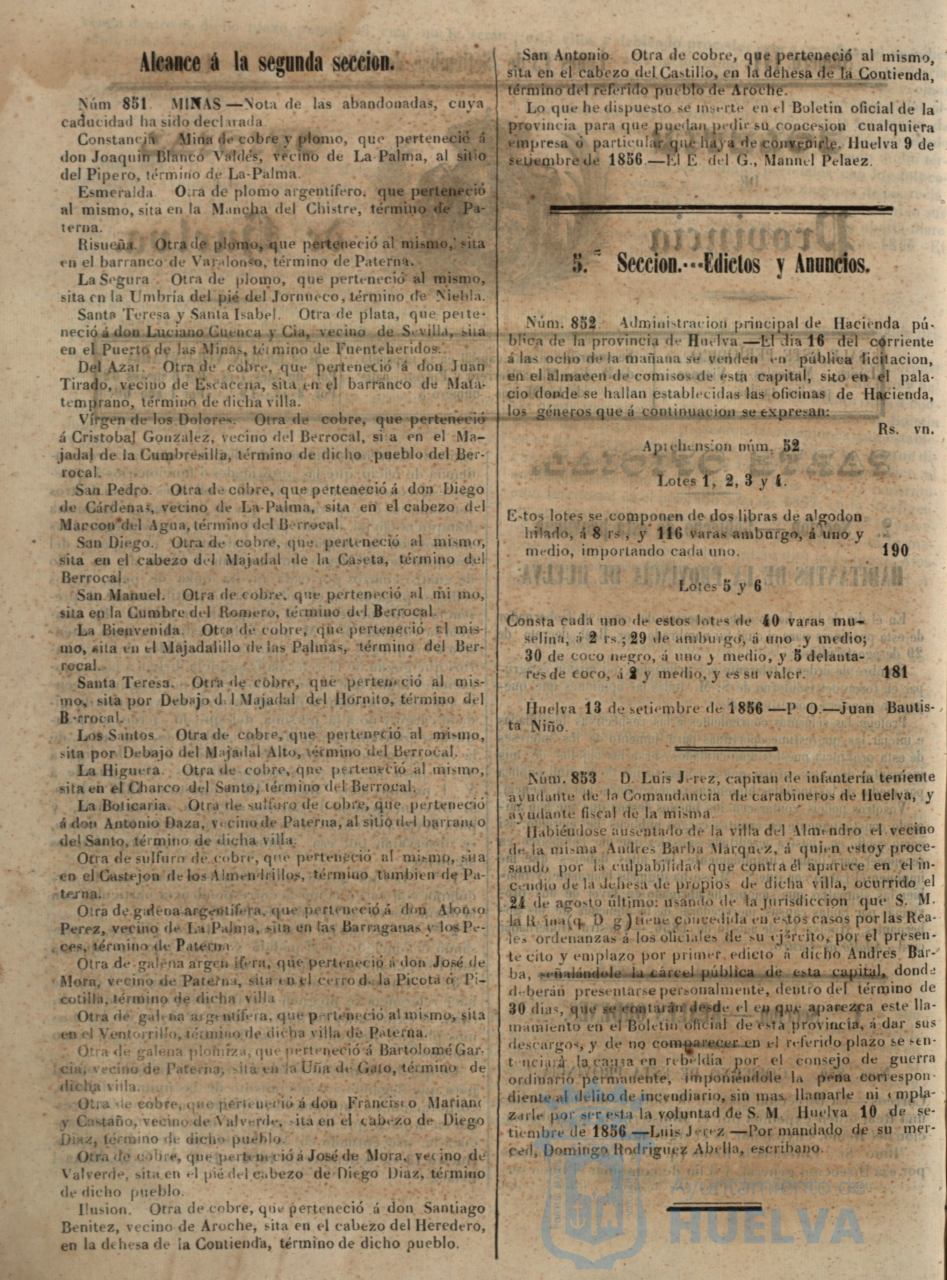 Alcance á la segunda seccion.
Núm 851. MINAS—Nota de las abandonadas, cuya
caducidad ha sido declarada.
Constancia. Mina de cobre y plomo, que perteneció á
don Joaquin Blanco Valdés, vecino de La-Palma, al sitio
del Pipero, término de La-Palma.
Esmeralda. Otra de plomo argentífero, que perteneció
al mismo, sita en la Mancha del Chistre, término de Pa-
terna.
Risueña. Otra de plomo, que perteneció al mismo, sita
en el barranco de Varalonso, término de Paterna.
La Segura. Otra de plomo, que perteneció al mismo,
sita en la Umbría del pié del Jornueco, término de Niebla.
Santa Teresa y Santa Isabel. Otra de plata, que perte-
neció á don Luciano Cuenca y Cia, vecino de Sevilla, sita
en el Puerto de las Minas, término de Fuenteheridos.
Del Azar. Otra de cobre, que perteneció á don Juan
Tirado, vecino de Escacena, sita en el barranco de Mata-
temprano, término de dicha villa.
Vírgen de los Dolores. Otra de cobre, que perteneció
á Cristobal Gonzalez, vecino del Berrocal, sita en el Ma-
jadal de la Cumbresilla, término de dicho pueblo del Ber-
rocal.
San Pedro. Otra de cobre, que perteneció á don Diego
de Cárdenas, vecino de La-Palma, sita en el cabezo del
Marcon del Agua, término del Berrocal.
San Diego. Otra de cobre, que perteneció al mismo,
sita en el cabezo del Majadal de la Caseta, término del
Berrocal.
San Manuel. Otra de cobre, que perteneció al mi mo,
sita en la Cumbre del Romero, término del Berrocal.
La Bienvenida. Otra de cobre, que perteneció al mis-
mo, sita en el Majadalillo de las Palmas, término del Ber-
rocal.
Santa Teresa. Otra de cobre, que perteneció al mis-
mo, sita por Debajo del Majadal del Hornito, término del
Berrocal.
Los Santos. Otra de cobre, que perteneció al mismo,
sita por Debajo del Majadal Alto, término del Berrocal.
La Higuera. Otra de cobre, que perteneció al mismo,
sita en el Charco del Santo, término del Berrocal.
La Boticaria. Otra de sulfuro de cobre, que perteneció
á don Antonio Daza, vecino de Paterna, al sitio del barranco
del Santo, término de dicha villa.
Otra de sulfuro de cobre, que perteneció al mismo, sita
en el Castejon de los Almendrillos, término tambien de Pa-
terna.
Otra de galena argentífera, que perteneció á don Alonso
Perez, vecino de La Palma, sita en las Barraganas y los Pe-
ces, término de Paterna.
Otra de galena argen ífera, que perteneció á don José de
Mora, vecino de Paterna, sita en el cerro de la Picota ó Pi-
cotilla, término de dicha villa
Otra de galena argentífera, que perteneció al mismo, sita
en el Ventorrillo, término de dicha villa de Paterna.
Otra de galena plomiza, que perteneció á Bartolomé Gar-
cia, vecino de Paterna, sita en la Uña de Gato, término de
dicha villa.
Otra de cobre, que perteneció á don Francisco Mariano
y Castaño, vecino de Valverde, sita en el cabezo de Diego
Diaz, término de dicho pueblo.
Otra de cobre, que perteneció á José de Mora, vecino de
Valverde, sita en el pié del cabezo de Diego Diaz, término
de dicho pueblo.
Ilusion. Otra de cobre, que perteneció á don Santiago
Benitez, vecino de Aroche, sita en el cabezo del Heredero,
en la dehesa de la Contienda, término de dicho pueblo.
San Antonio. Otra de cobre, que perteneció al mismo,
sita en el cabezo del Castillo, en la dehesa de la Contienda,
término del referido pueblo de Aroche.
Lo que he dispuesto se inserte en el Boletin oficial de la
provincia para que puedan pedir su concesion cualquiera
empresa ó particular que haya de convenirle. Huelva 9 de
setiembre de 1856.—El E. del G., Manuel Pelaez.
5.ª Seccion.—Edictos y Anuncios.
Núm. 852. Administracion principal de Hacienda pú-
blica de la provincia de Huelva—El dia 16 del corriente
á las ocho de la mañana se venden en pública licitacion,
en el almacen de comisos de esta capital, sito en el pala-
cio donde se hallan establecidas las oficinas de Hacienda,
los géneros que á continuacion se expresan:
Rs. vn.
Aprehension núm. 52
Lotes 1, 2, 3 y 4.
Estos lotes se componen de dos libras de algodon
hilado, á 8 rs., y 116 varas amburgo, á uno y
medio, importando cada uno. 190
Lotes 5 y 6
Consta cada uno de estos lotes de 40 varas mu-
selina, á 2 rs; 29 de amburgo, á uno y medio;
30 de coco negro, á uno y medio, y 5 delanta-
res de coco, á 2 y medio, y es su valor. 181
Huelva 13 de setiembre de 1856—P. O.—Juan Bautis-
ta Niño.
Núm. 853 D. Luis Jerez, capitan de infantería teniente
ayudante de la Comandancia de carabineros de Huelva, y
ayudante fiscal de la misma.
Habiéndose ausentado de la villa del Almendro el vecino
de la misma Andres Barba Marquez, á quien estoy proce-
sando por la culpabilidad que contra él aparece en el in-
cendio de la dehesa de propios de dicha villa, ocurrido el
24 de agosto último: usando de la jurisdiccion que S. M.
la Reina (q. D. g) tiene concedida en estos casos por las Rea-
les ordenanzas á los oficiales de su ejército, por el presen-
te cito y emplazo por primer edicto á dicho Andres Bar-
ba, señalándole la cárcel pública de esta capital, donde
deberán presentarse personalmente, dentro del término de
30 dias, que se contarán desde el en que aparezca este lla-
mamiento en el Boletin oficial de esta provincia, á dar sus
descargos, y de no comparecer en el referido plazo se sen-
tenciará la causa en rebeldia por el consejo de guerra
ordinario permanente, imponiéndole la pena correspon-
diente al delito de incendiario, sin mas llamarle ni empla-
zarle por ser esta la voluntad de S. M. Huelva 10 de se-
tiembre de 1856—Luis Jerez—Por mandado de su mer-
ced, Domingo Rodriguez Abella, escribano.
Ayuntamiento de
HUELVA